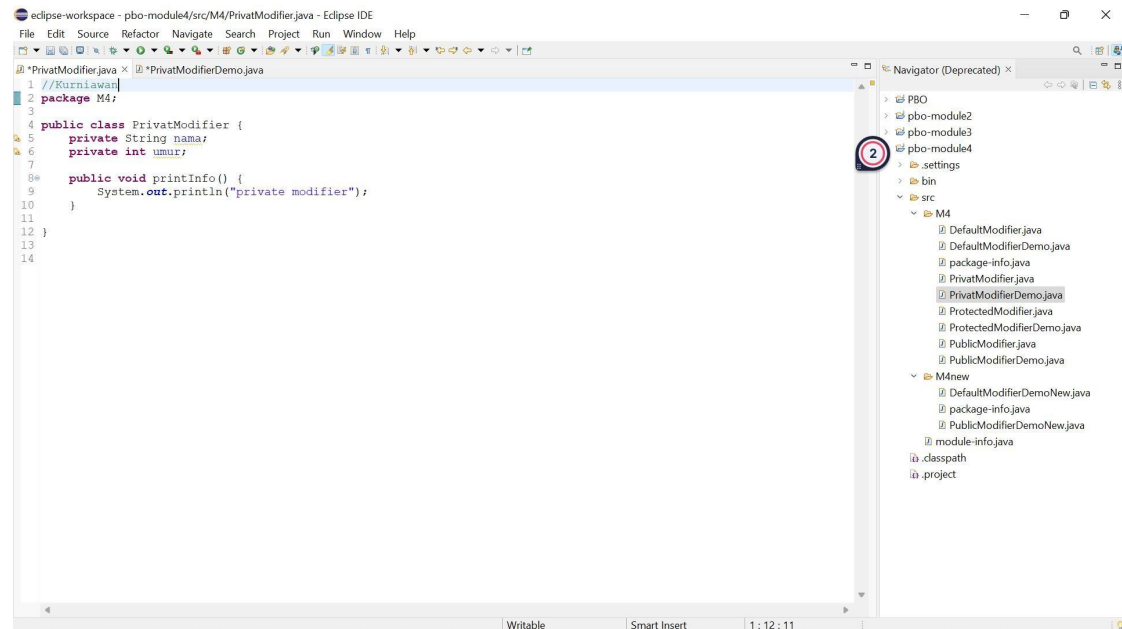 eclipse-workspace - pbo-module4/src/M4/PrivatModifier.java - Eclipse IDE
File Edit Source Refactor Navigate Search Project Run Window Help
*PrivatModifier.java × *PrivatModifierDemo.java
1 //Kurniawan
2 package M4;
3
4 public class PrivatModifier {
5 private String nama;
6 private int umur;
7
8 public void printInfo() {
9 System.out.println("private modifier");
10 }
11
12 }
13
14
Navigator (Deprecated) ×
PBO
pbo-module2
pbo-module3
2
pbo-module4
.settings
bin
src
M4
DefaultModifier.java
DefaultModifierDemo.java
package-info.java
PrivatModifier.java
PrivatModifierDemo.java
ProtectedModifier.java
ProtectedModifierDemo.java
PublicModifier.java
PublicModifierDemo.java
M4new
DefaultModifierDemoNew.java
package-info.java
PublicModifierDemoNew.java
module-info.java
.classpath
.project
Writable Smart Insert 1 : 12 : 11